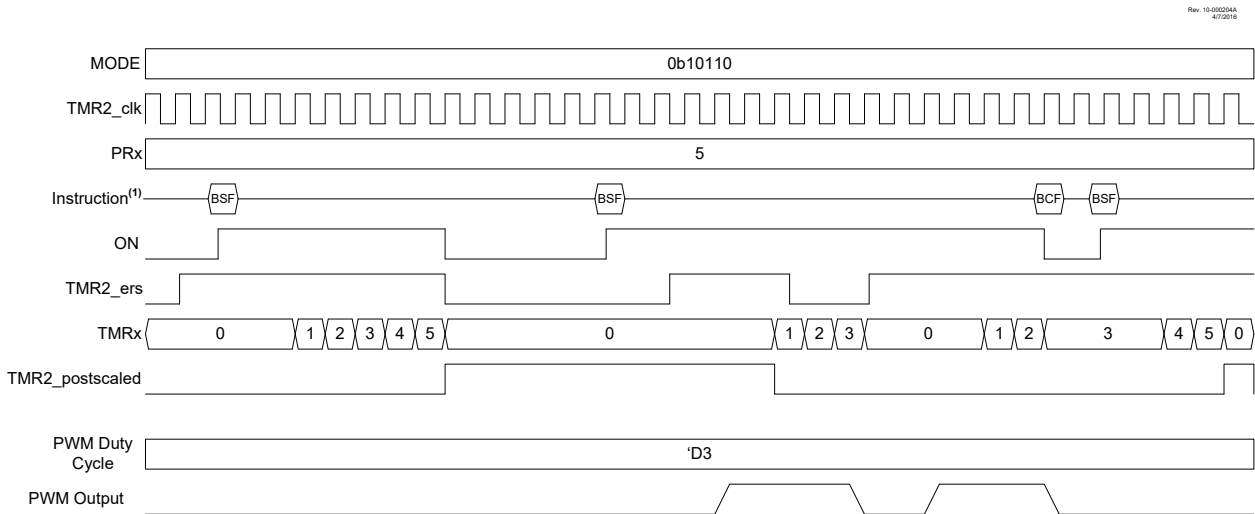 Rev. 10-000204A
4/7/2016
MODE 0b10110
TMR2_clk
PRx 5
Instruction(1) BSF BSF BCF BSF
ON
TMR2_ers
TMRx 0 1 2 3 4 5 0 1 2 3 0 1 2 3 4 5 0
TMR2_postscaled
PWM Duty
Cycle
‘D3
PWM Output